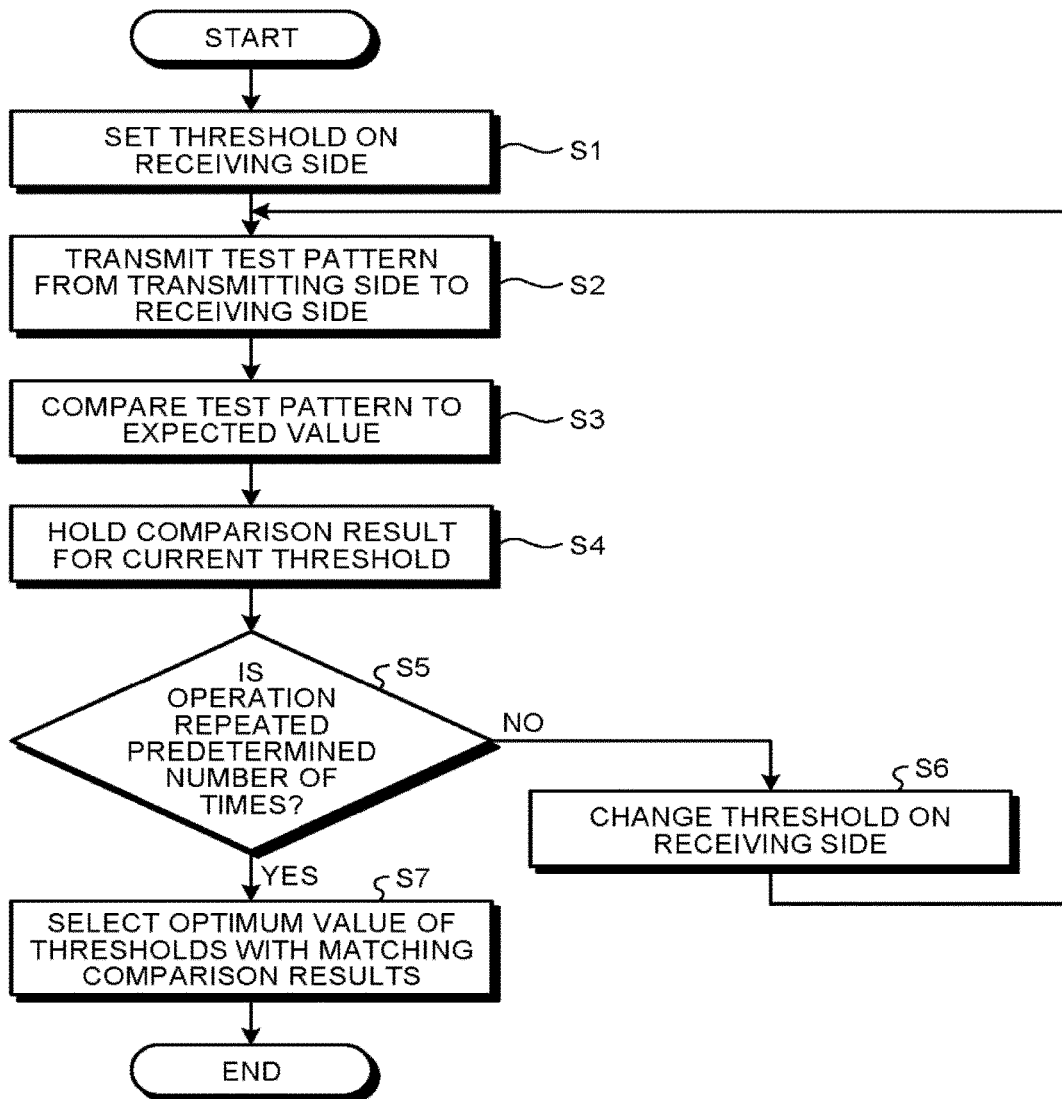 START
SET THRESHOLD ON
RECEIVING SIDE
S1
TRANSMIT TEST PATTERN
FROM TRANSMITTING SIDE TO
RECEIVING SIDE
S2
COMPARE TEST PATTERN TO
EXPECTED VALUE
S3
HOLD COMPARISON RESULT
FOR CURRENT THRESHOLD
S4
IS
OPERATION
REPEATED
PREDETERMINED
NUMBER OF
TIMES?
S5
NO
S6
CHANGE THRESHOLD ON
RECEIVING SIDE
YES
S7
SELECT OPTIMUM VALUE OF
THRESHOLDS WITH MATCHING
COMPARISON RESULTS
END